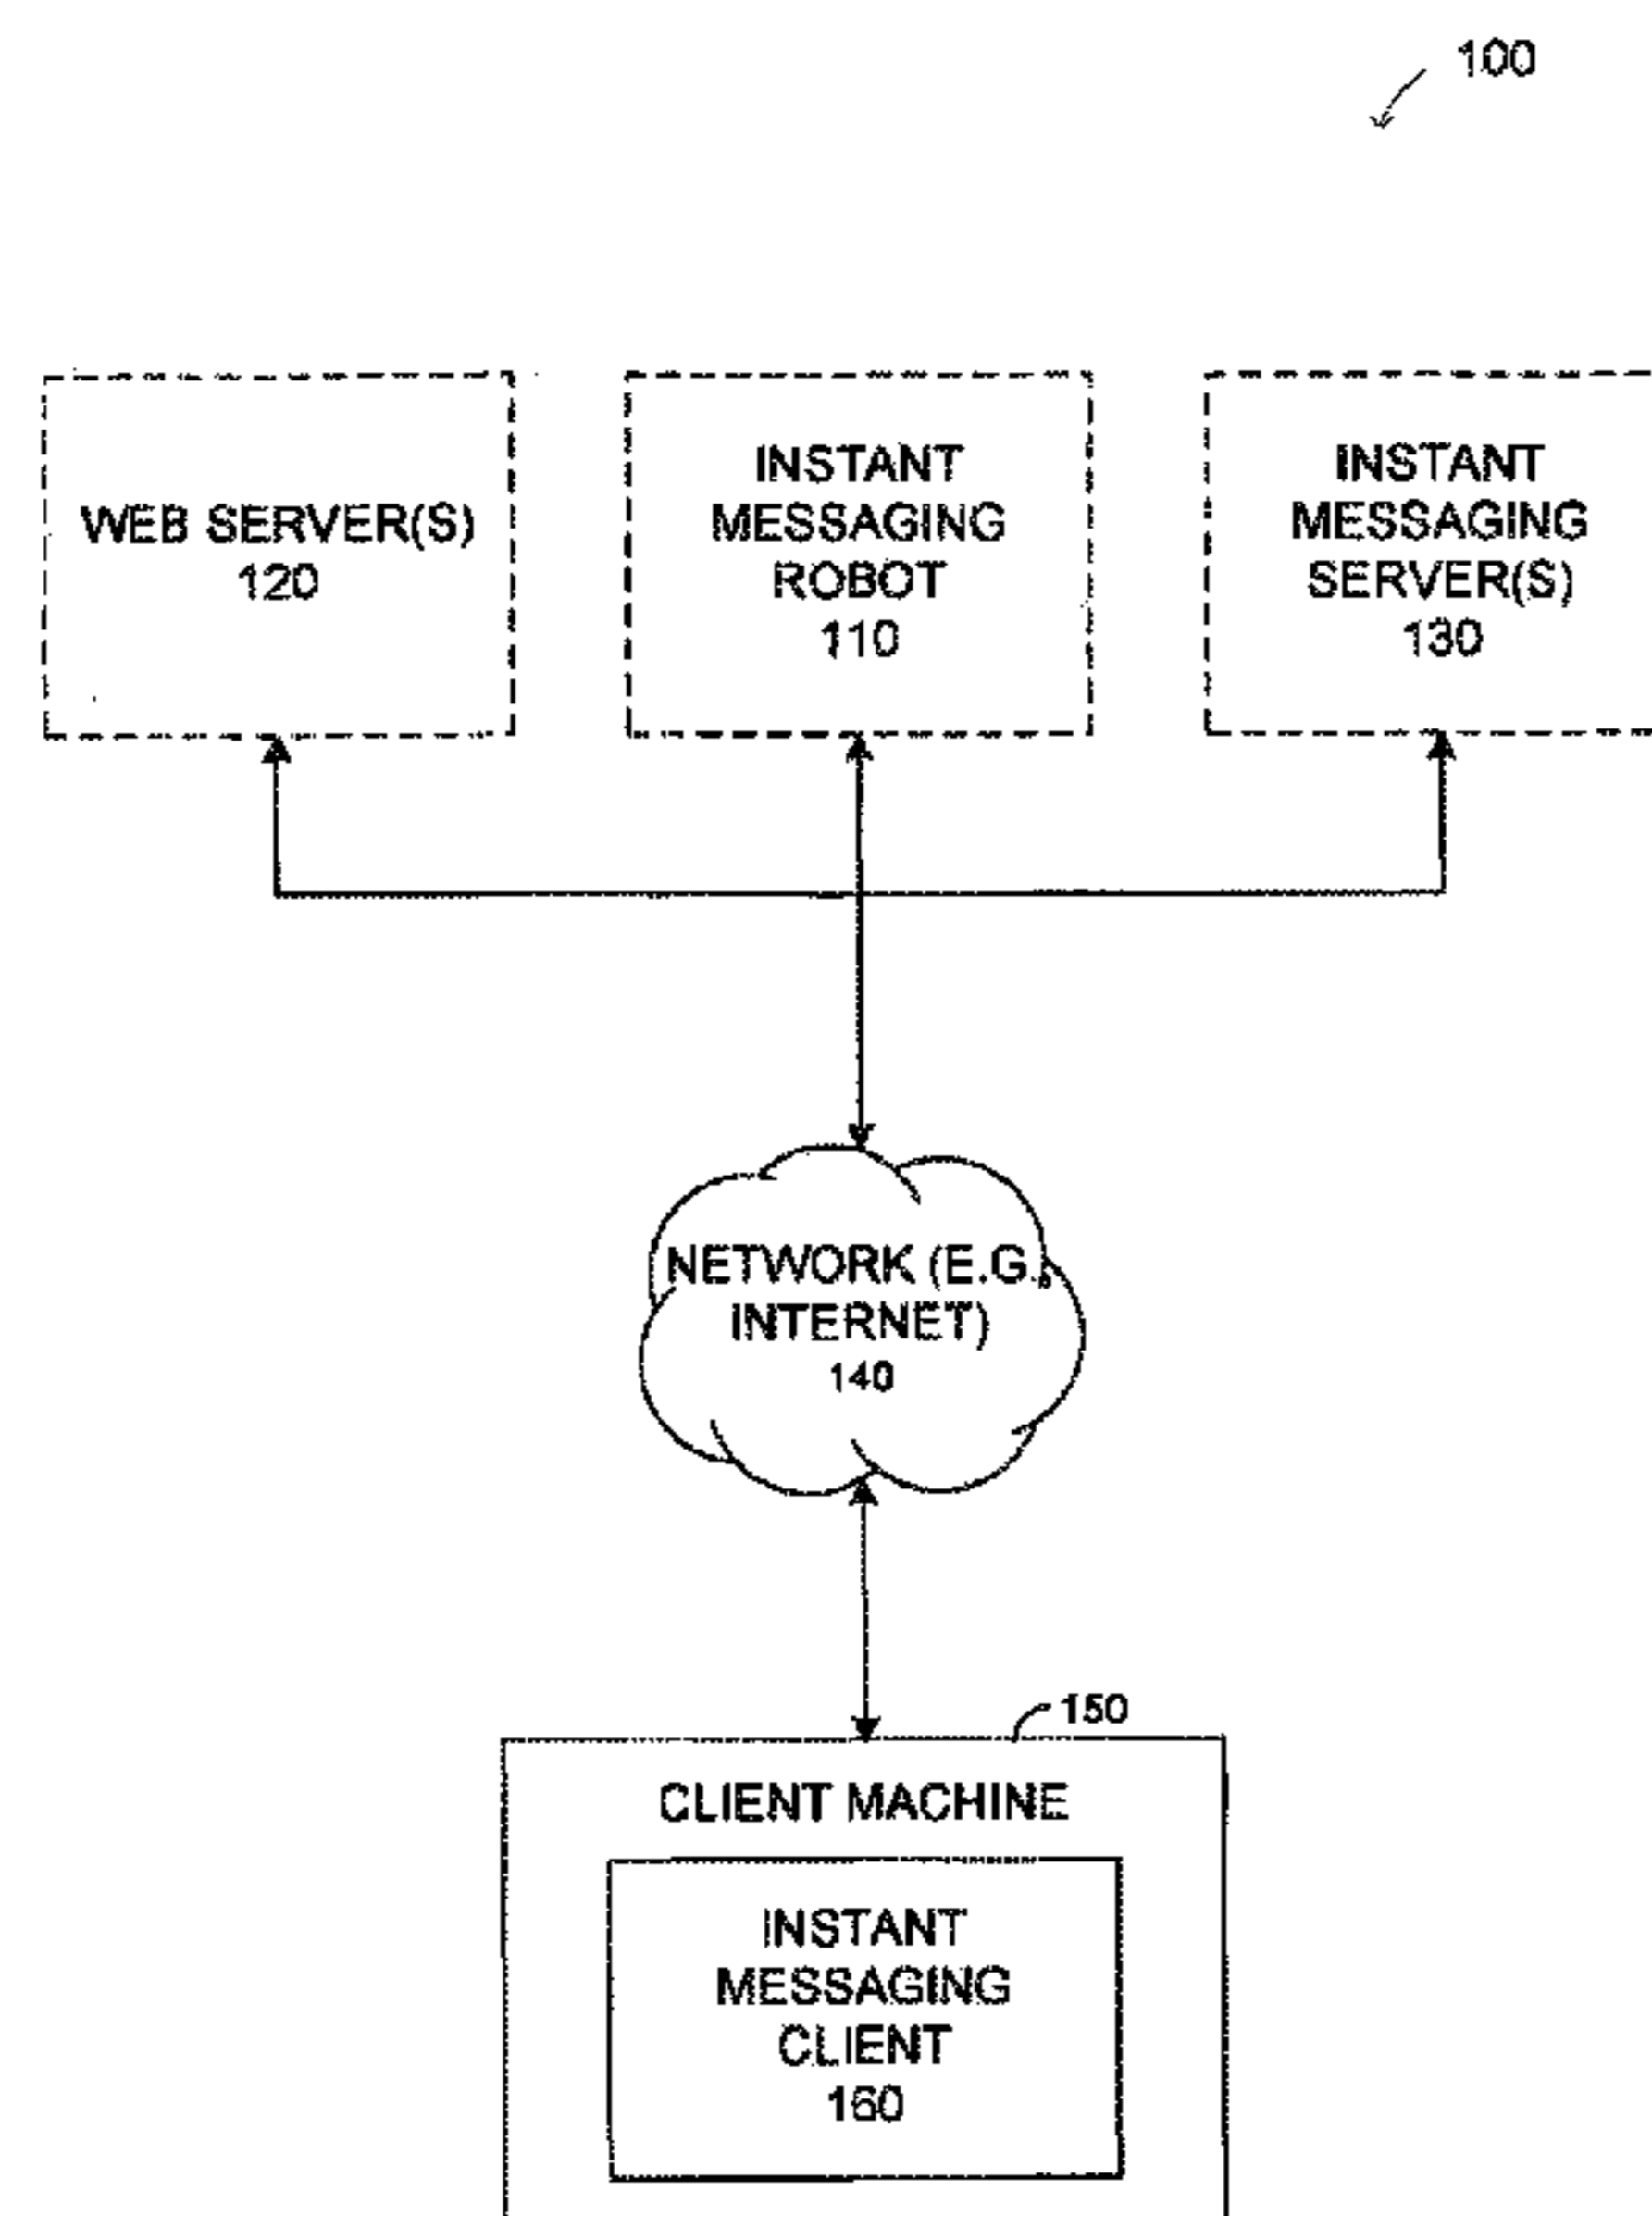 100
WEB SERVER(S)
120
INSTANT
MESSAGING
ROBOT
110
INSTANT
MESSAGING
SERVER(S)
130
NETWORK (E.G.,
INTERNET)
140
150
CLIENT MACHINE
INSTANT
MESSAGING
CLIENT
160